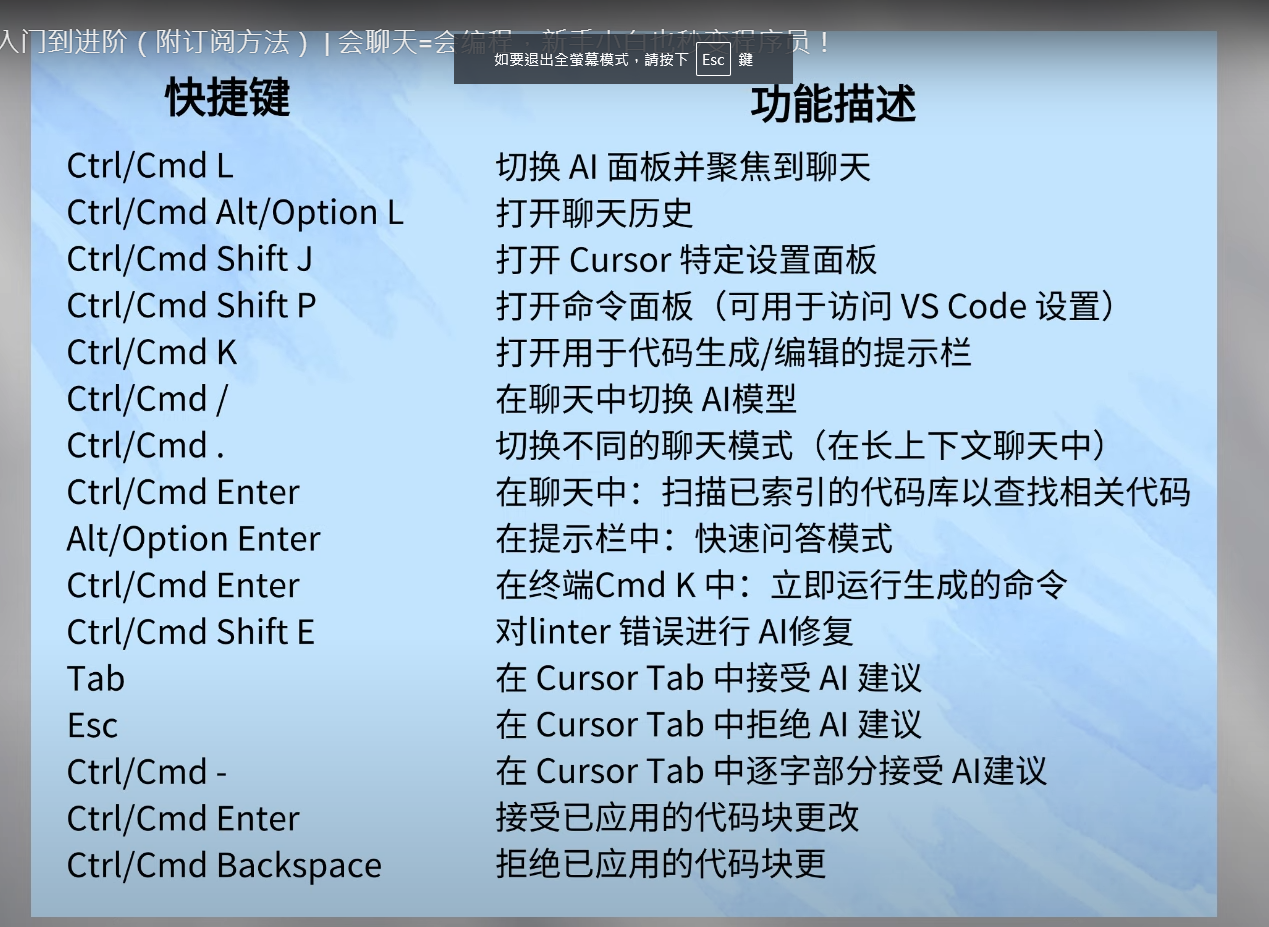 入门到进阶（附订阅方法）| 会聊天=会编程，新手小白也秒变程序员！
如要退出全螢幕模式，請按下 Esc 鍵
快捷键 功能描述
Ctrl/Cmd L 切换 AI 面板并聚焦到聊天
Ctrl/Cmd Alt/Option L 打开聊天历史
Ctrl/Cmd Shift J 打开 Cursor 特定设置面板
Ctrl/Cmd Shift P 打开命令面板（可用于访问 VS Code 设置）
Ctrl/Cmd K 打开用于代码生成/编辑的提示栏
Ctrl/Cmd / 在聊天中切换 AI模型
Ctrl/Cmd . 切换不同的聊天模式（在长上下文聊天中）
Ctrl/Cmd Enter 在聊天中：扫描已索引的代码库以查找相关代码
Alt/Option Enter 在提示栏中：快速问答模式
Ctrl/Cmd Enter 在终端Cmd K 中：立即运行生成的命令
Ctrl/Cmd Shift E 对linter 错误进行 AI修复
Tab 在 Cursor Tab 中接受 AI 建议
Esc 在 Cursor Tab 中拒绝 AI 建议
Ctrl/Cmd - 在 Cursor Tab 中逐字部分接受 AI建议
Ctrl/Cmd Enter 接受已应用的代码块更改
Ctrl/Cmd Backspace 拒绝已应用的代码块更